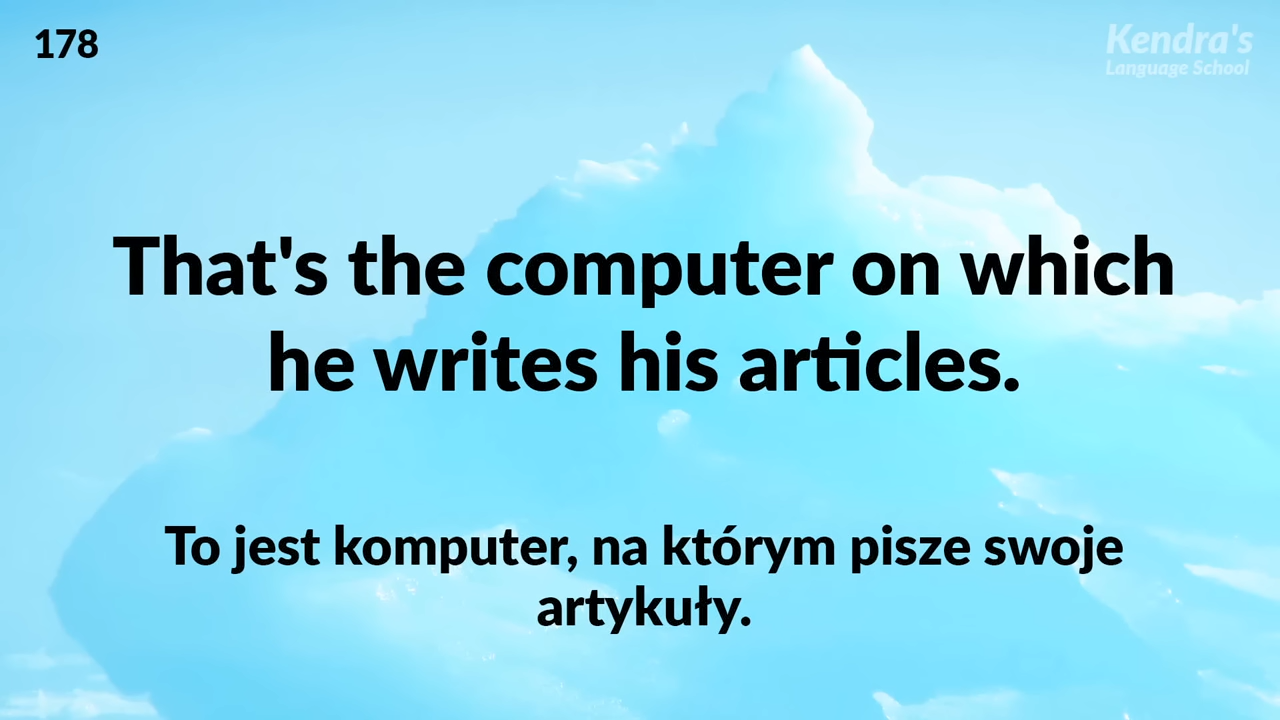 178
Kendra's
Language School
That's the computer on which
he writes his articles.
To jest komputer, na którym pisze swoje
artykuły.